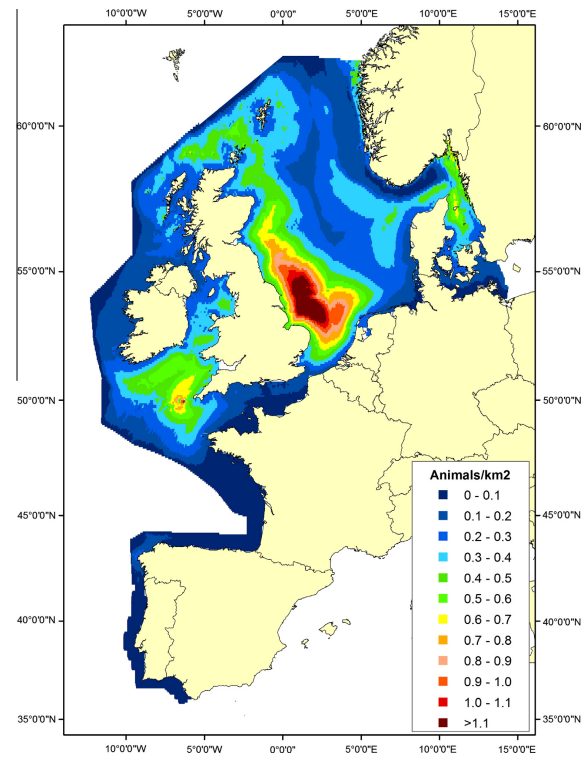 10°0'0"W 5°0'0"W 0°0'0" 5°0'0"E 10°0'0"E 15°0'0"E
60°0'0"N 60°0'0"N
55°0'0"N 55°0'0"N
50°0'0"N 50°0'0"N
45°0'0"N 45°0'0"N
40°0'0"N 40°0'0"N
35°0'0"N 35°0'0"N
Animals/km2
0 - 0.1
0.1 - 0.2
0.2 - 0.3
0.3 - 0.4
0.4 - 0.5
0.5 - 0.6
0.6 - 0.7
0.7 - 0.8
0.8 - 0.9
0.9 - 1.0
1.0 - 1.1
>1.1
10°0'0"W 5°0'0"W 0°0'0" 5°0'0"E 10°0'0"E 15°0'0"E